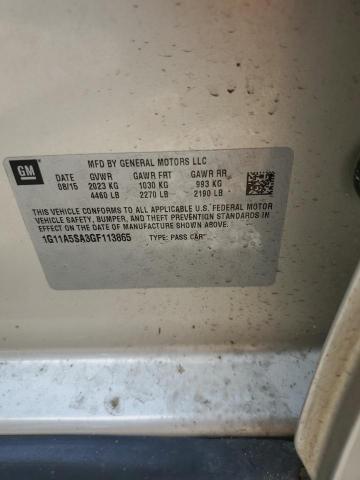 GM
MFD BY GENERAL MOTORS LLC
DATE GVWR GAWR FRT GAWR RR
08/15 2023 KG 1030 KG 993 KG
4460 LB 2270 LB 2190 LB
THIS VEHICLE CONFORMS TO ALL APPLICABLE U.S. FEDERAL MOTOR
VEHICLE SAFETY, BUMPER, AND THEFT PREVENTION STANDARDS IN
EFFECT ON THE DATE OF MANUFACTURE SHOWN ABOVE.
1G11A5SA3GF113865 TYPE: PASS CAR